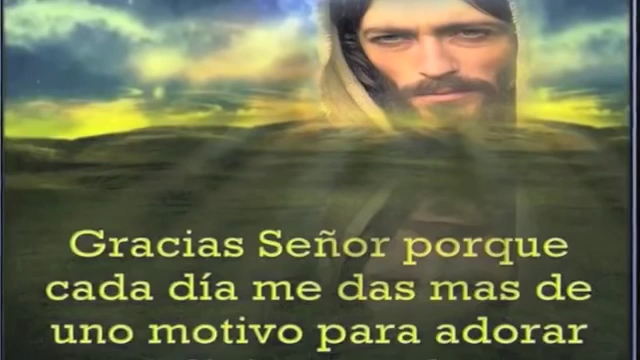 Gracias Señor porque
cada día me das mas de
uno motivo para adorar